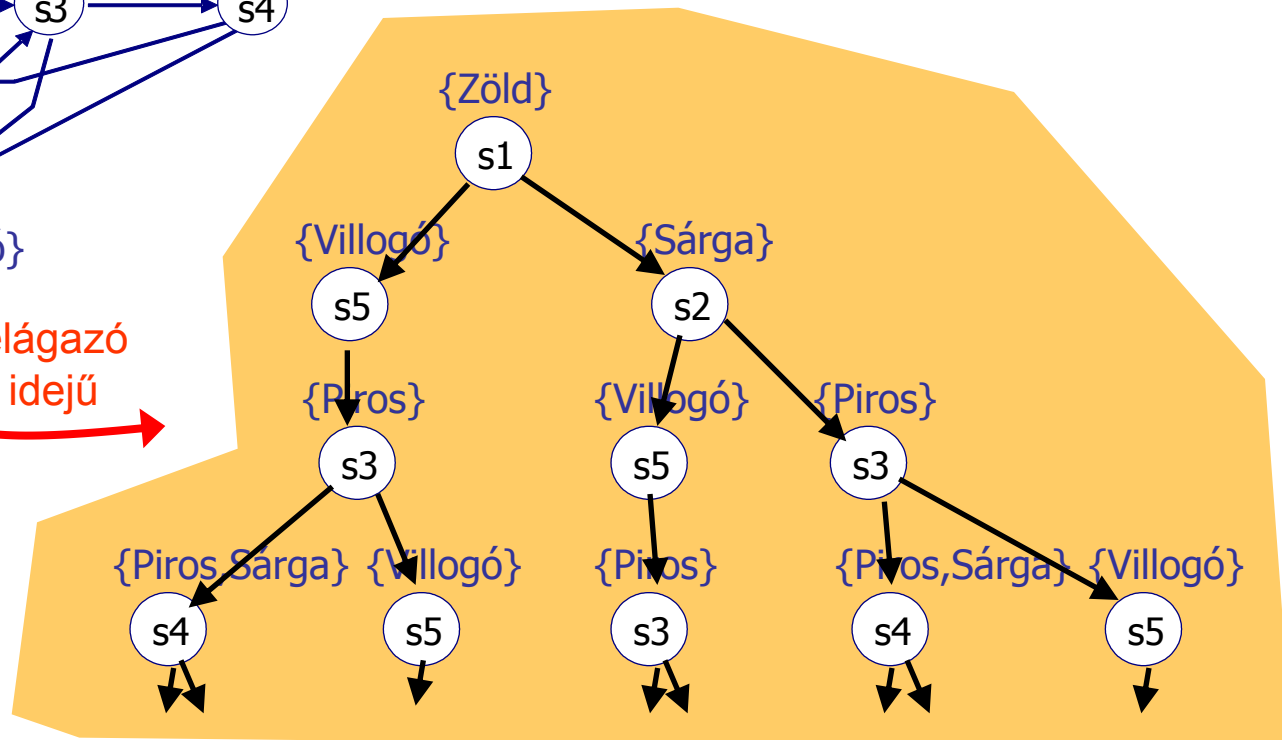 s3 s4
{Zöld}
s1
{Villogó} {Sárga}
s5 s2
idejű
{Piros} {Villogó} {Piros}
s3 s5 s3
{Piros,Sárga} {Villogó} {Piros} {Piros,Sárga} {Villogó}
s4 s5 s3 s4 s5